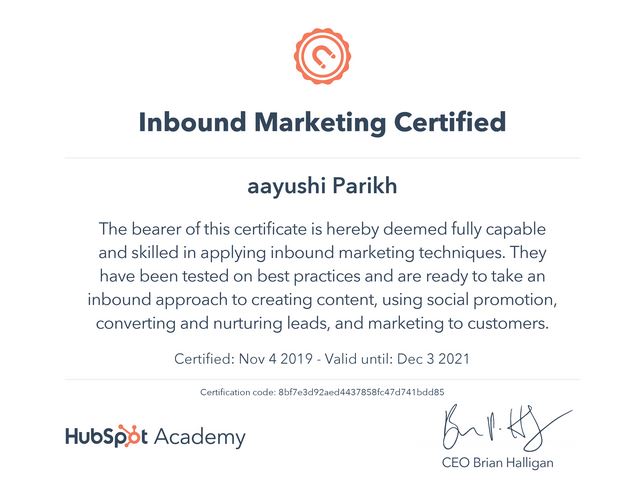 Inbound Marketing Certified
aayushi Parikh
The bearer of this certificate is hereby deemed fully capable
and skilled in applying inbound marketing techniques. They
have been tested on best practices and are ready to take an
inbound approach to creating content, using social promotion,
converting and nurturing leads, and marketing to customers.
Certified: Nov 4 2019 - Valid until: Dec 3 2021
Certification code: 8bf7e3d92aed4437858fc47d741bdd85
HubSpot Academy
CEO Brian Halligan